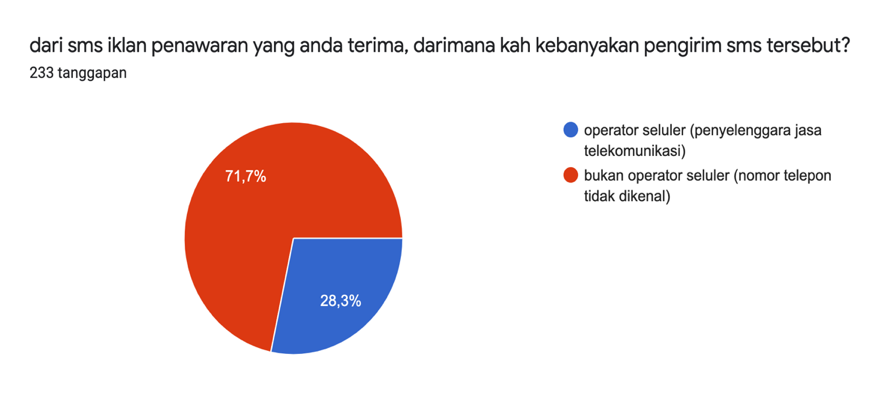 dari sms iklan penawaran yang anda terima, darimana kah kebanyakan pengirim sms tersebut?
233 tanggapan
operator seluler (penyelenggara jasa
telekomunikasi)
bukan operator seluler (nomor telepon
tidak dikenal)
71,7%
28,3%